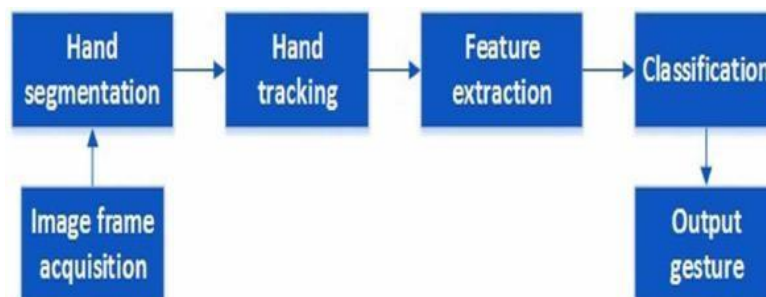 Hand
segmentation
Hand
tracking
Feature
extraction
Classification
Image frame
acquisition
Output
gesture